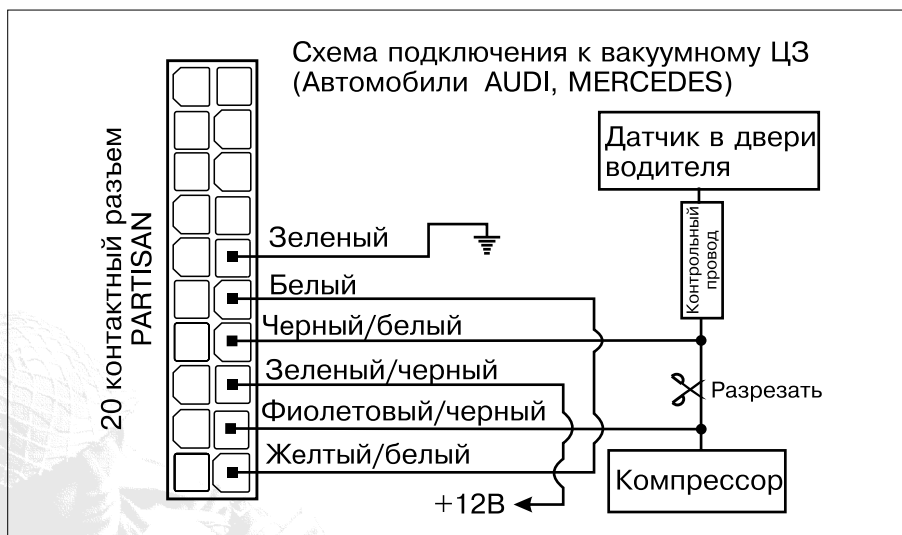 Схема подключения к вакуумному ЦЗ
(Автомобили AUDI, MERCEDES)
20 контактный разъем
PARTISAN
Датчик в двери
водителя
Контрольный
провод
Зеленый
Белый
Черный/белый
Зеленый/черный
Разрезать
Фиолетовый/черный
Желтый/белый
Компрессор
+12В